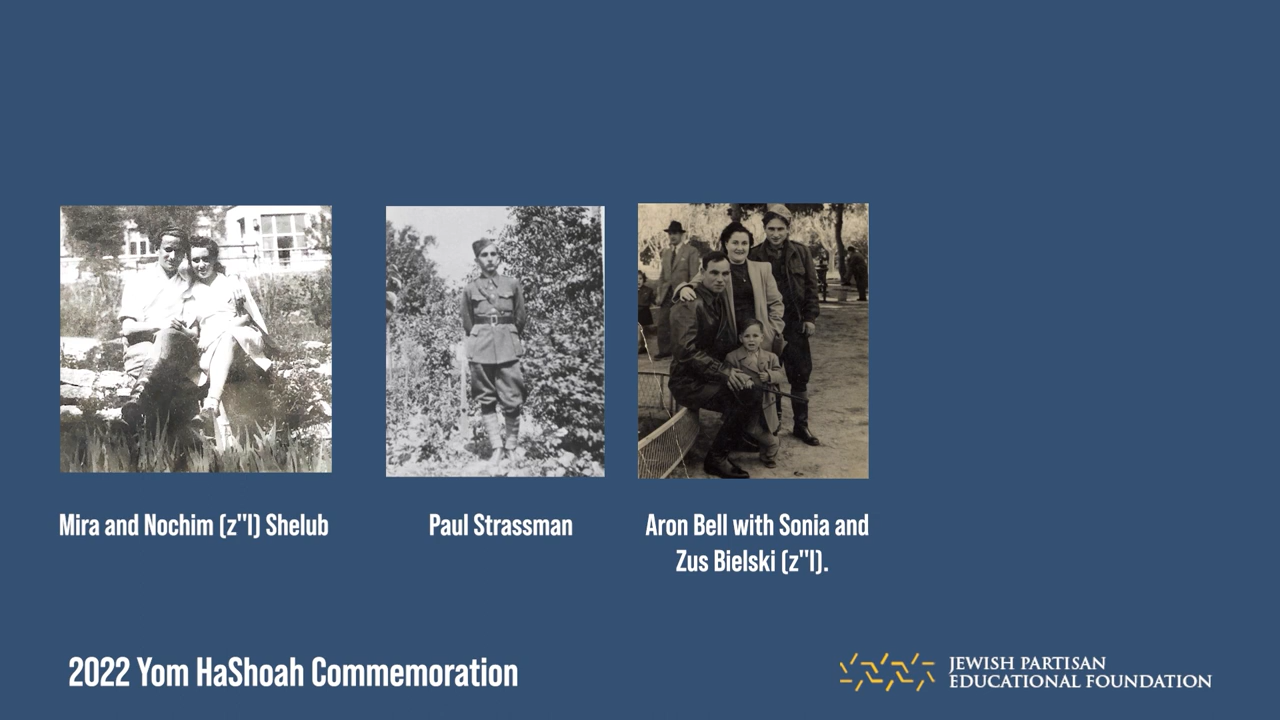 Mira and Nochim (z"l) Shelub
Paul Strassman
Aron Bell with Sonia and
Zus Bielski (z"l).
2022 Yom HaShoah Commemoration
JEWISH PARTISAN
EDUCATIONAL FOUNDATION